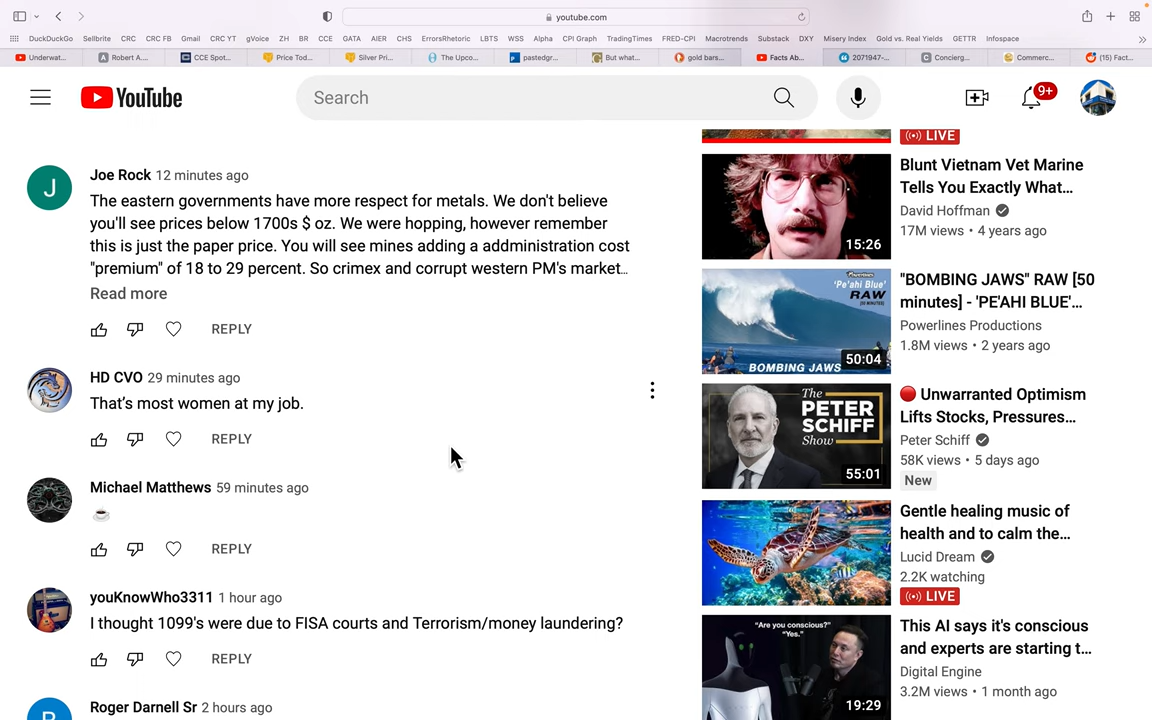 youtube.com
DuckDuckGo Sellbrite CRC CRC FB Gmail CRC YT gVoice ZH BR CCE GATA AIER CHS ErrorsRhetoric LBTS WSS Alpha CPI Graph TradingTimes FRED-CPI Macrotrends Substack DXY Misery Index Gold vs. Real Yields GETTR Infospace
Underwat... Robert A.... CCE Spot... Price Tod... Silver Pri... The Upco... pastedgr... But what... gold bars... Facts Ab... 2071947-... Concierg... Commerc... (15) Fact...
YouTube
Search
9+
Joe Rock 12 minutes ago
The eastern governments have more respect for metals. We don't believe
you'll see prices below 1700s $ oz. We were hopping, however remember
this is just the paper price. You will see mines adding a addministration cost
"premium" of 18 to 29 percent. So crimex and corrupt western PM's market...
Read more
REPLY
HD CVO 29 minutes ago
That's most women at my job.
REPLY
Michael Matthews 59 minutes ago
☕
REPLY
youKnowWho3311 1 hour ago
I thought 1099's were due to FISA courts and Terrorism/money laundering?
REPLY
Roger Darnell Sr 2 hours ago
LIVE
15:26
Blunt Vietnam Vet Marine
Tells You Exactly What...
David Hoffman
17M views • 4 years ago
Powerlines
'Pe'ahi Blue'
RAW
[50 MINUTES]
BOMBING JAWS
50:04
"BOMBING JAWS" RAW [50
minutes] - 'PE'AHI BLUE'...
Powerlines Productions
1.8M views • 2 years ago
The
PETER
SCHIFF
Show
55:01
🔴 Unwarranted Optimism
Lifts Stocks, Pressures...
Peter Schiff
58K views • 5 days ago
New
Gentle healing music of
health and to calm the...
Lucid Dream
2.2K watching
LIVE
"Are you conscious?"
"Yes."
19:29
This AI says it's conscious
and experts are starting t...
Digital Engine
3.2M views • 1 month ago